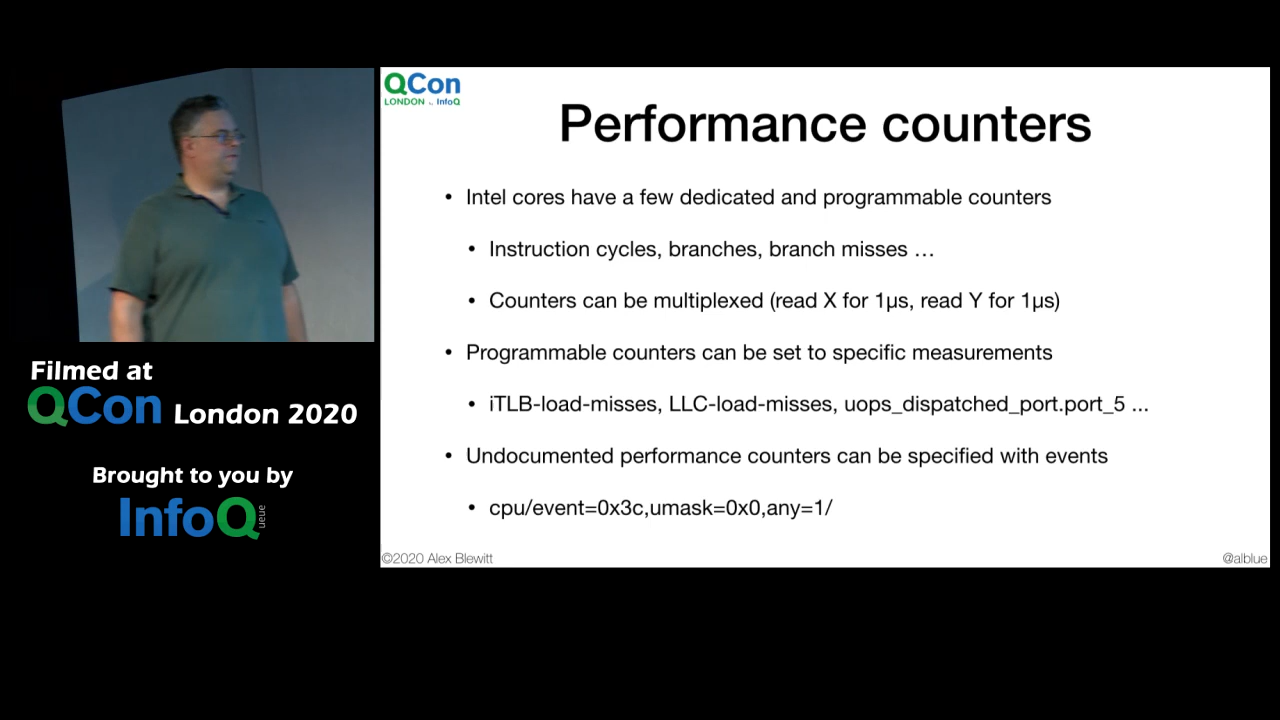 QCon
LONDON by InfoQ
Performance counters
• Intel cores have a few dedicated and programmable counters
• Instruction cycles, branches, branch misses …
• Counters can be multiplexed (read X for 1µs, read Y for 1µs)
• Programmable counters can be set to specific measurements
• iTLB-load-misses, LLC-load-misses, uops_dispatched_port.port_5 ...
• Undocumented performance counters can be specified with events
• cpu/event=0x3c,umask=0x0,any=1/
©2020 Alex Blewitt
@alblue
Filmed at
QCon London 2020
Brought to you by
InfoQueue